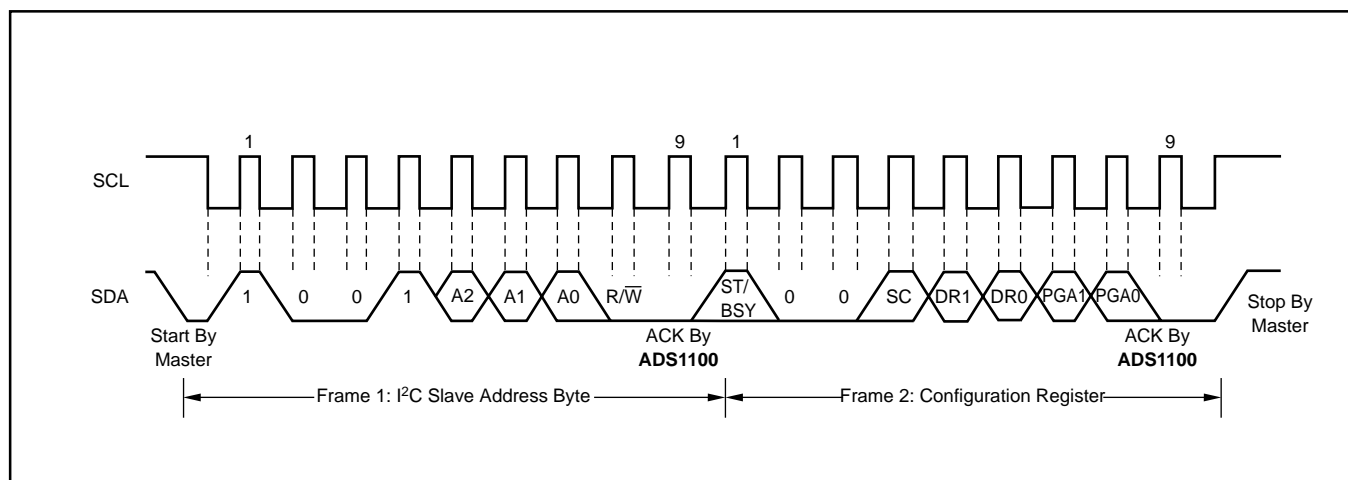 1 9 1 9
SCL
SDA 1 0 0 1 A2 A1 A0 R/W̅ ST/BSY 0 0 SC DR1 DR0 PGA1 PGA0
Start By
Master
ACK By
ADS1100
ACK By
ADS1100
Stop By
Master
Frame 1: I²C Slave Address Byte
Frame 2: Configuration Register